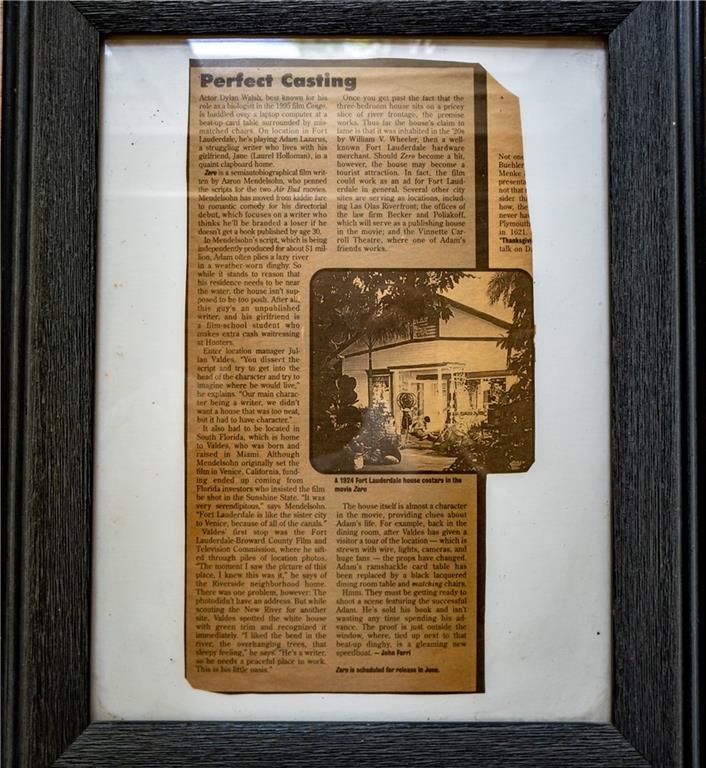 Perfect Casting
Actor Dylan Walsh, best known for his
role as a biologist in the 1995 film Congo,
is huddled over a laptop computer at a
beat-up card table surrounded by mis-
matched chairs. On location in Fort
Lauderdale, he's playing Adam Lazarus,
a struggling writer who lives with his
girlfriend, Jane (Laurel Holloman), in a
quaint clapboard home.
Zero is a semiautobiographical film writ-
ten by Aaron Mendelsohn, who penned
the scripts for the two Air Bud movies.
Mendelsohn has moved from kiddie fare
to romantic comedy for his directorial
debut, which focuses on a writer who
thinks he'll be branded a loser if he
doesn't get a book published by age 30.
In Mendelsohn's script, which is being
independently produced for about $1 mil-
lion, Adam often plies a lazy river
in a weather-worn dinghy. So
while it stands to reason that
his residence needs to be near
the water, the house isn't sup-
posed to be too posh. After all,
this guy's an unpublished
writer, and his girlfriend is
a film-school student who
makes extra cash waitressing
at Hooters.
Enter location manager Jul-
ian Valdes. "You dissect the
script and try to get into the
head of the character and try to
imagine where he would live,"
he explains. "Our main charac-
ter being a writer, we didn't
want a house that was too neat,
but it had to have character."
It also had to be located in
South Florida, which is home
to Valdes, who was born and
raised in Miami. Although
Mendelsohn originally set the
film in Venice, California, fund-
ing ended up coming from
Florida investors who insisted the film
be shot in the Sunshine State. "It was
very serendipitous," says Mendelsohn.
"Fort Lauderdale is like the sister city
to Venice, because of all of the canals."
Valdes' first stop was the Fort
Lauderdale-Broward County Film and
Television Commission, where he sift-
ed through piles of location photos.
"The moment I saw the picture of this
place, I knew this was it," he says of
the Riverside neighborhood home.
There was one problem, however: The
photo didn't have an address. But while
scouting the New River for another
site, Valdes spotted the white house
with green trim and recognized it
immediately. "I liked the bend in the
river, the overhanging trees, that
sleepy feeling," he says. "He's a writer,
so he needs a peaceful place to work.
This is his little oasis."
Once you get past the fact that the
three-bedroom house sits on a pricey
slice of river frontage, the premise
works. Thus far the house's claim to
fame is that it was inhabited in the '20s
by William V. Wheeler, then a well-
known Fort Lauderdale hardware
merchant. Should Zero become a hit,
however, the house may become a
tourist attraction. In fact, the film
could work as an ad for Fort Laud-
erdale in general. Several other city
sites are serving as locations, includ-
ing Las Olas Riverfront; the offices of
the law firm Becker and Poliakoff,
which will serve as a publishing house
in the movie; and the Vinnette Car-
roll Theatre, where one of Adam's
friends works.
A 1924 Fort Lauderdale house costars in the
movie Zero
The house itself is almost a character
in the movie, providing clues about
Adam's life. For example, back in the
dining room, after Valdes has given a
visitor a tour of the location — which is
strewn with wire, lights, cameras, and
huge fans — the props have changed.
Adam's ramshackle card table has
been replaced by a black lacquered
dining room table and matching chairs.
Hmm. They must be getting ready to
shoot a scene featuring the successful
Adam. He's sold his book and isn't
wasting any time spending his ad-
vance. The proof is just outside the
window, where, tied up next to that
beat-up dinghy, is a gleaming new
speedboat. — John Ferri
Zero is scheduled for release in June.
Not one
Buehler
Menke
presenta
not that
sider th
how, the
never hav
Plymouth
in 1621.
"Thanksgivi
talk on D